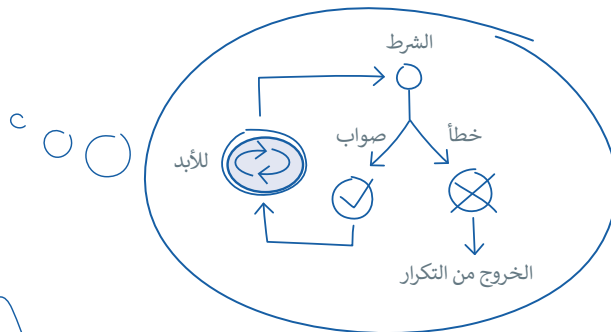 الشرط
خطأ
صواب
للأبد
الخروج من التكرار